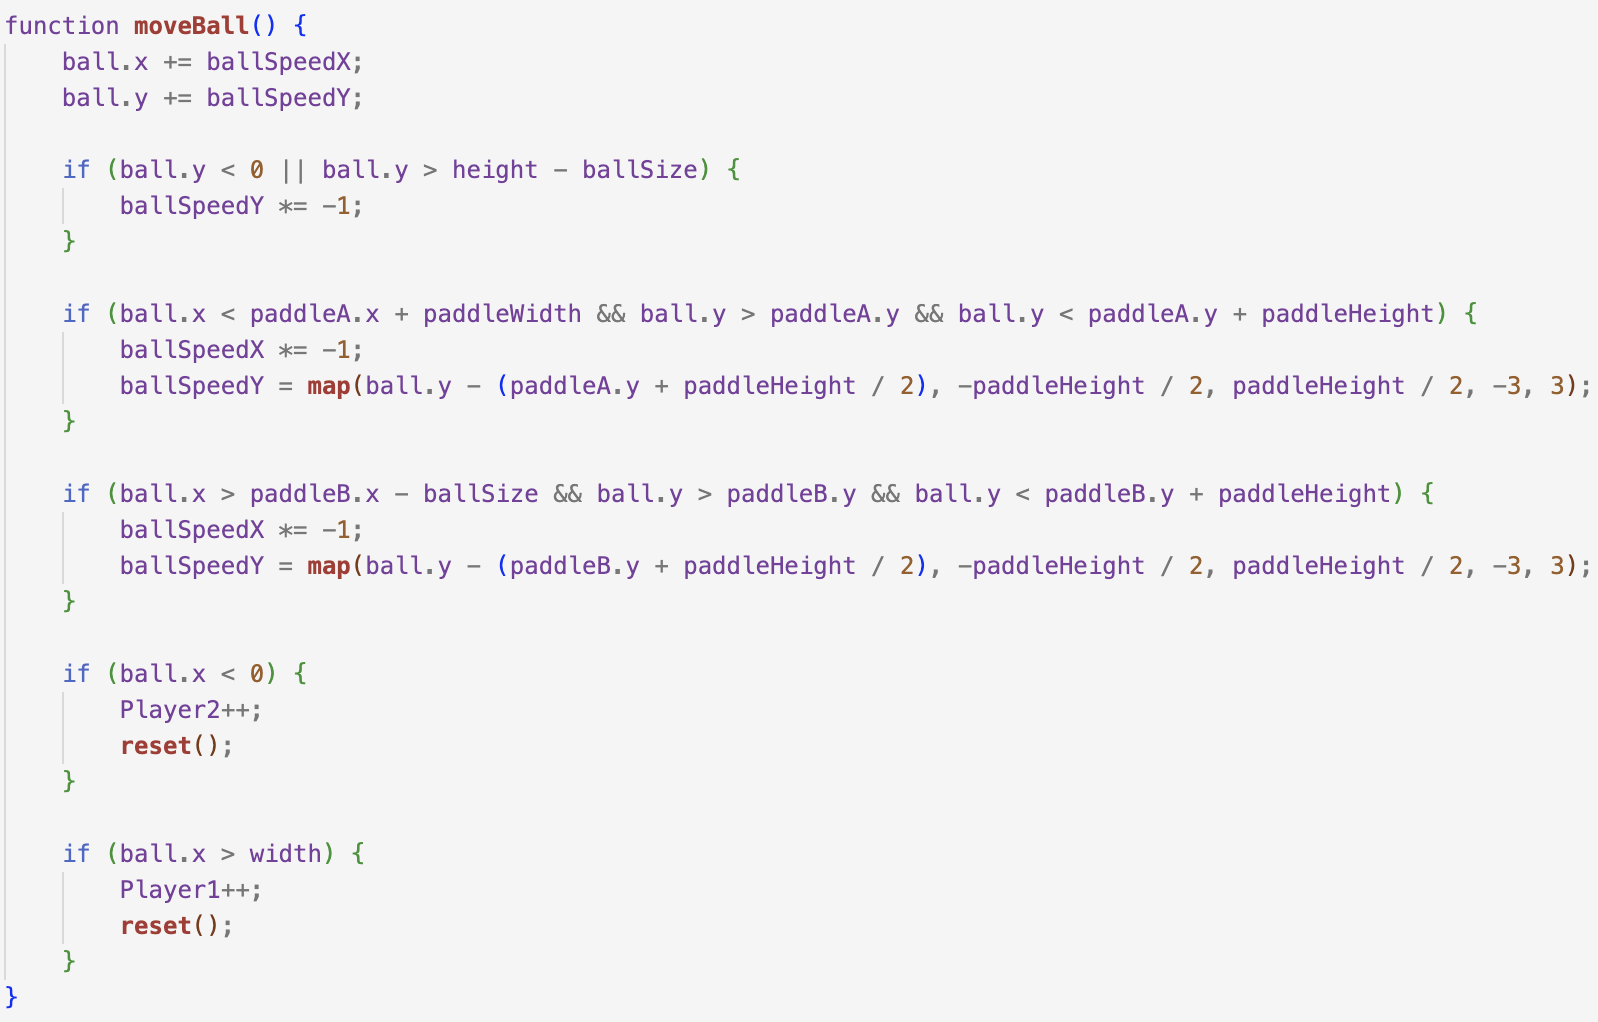 function moveBall() {
    ball.x += ballSpeedX;
    ball.y += ballSpeedY;

    if (ball.y < 0 || ball.y > height - ballSize) {
        ballSpeedY *= -1;
    }

    if (ball.x < paddleA.x + paddleWidth && ball.y > paddleA.y && ball.y < paddleA.y + paddleHeight) {
        ballSpeedX *= -1;
        ballSpeedY = map(ball.y - (paddleA.y + paddleHeight / 2), -paddleHeight / 2, paddleHeight / 2, -3, 3);
    }

    if (ball.x > paddleB.x - ballSize && ball.y > paddleB.y && ball.y < paddleB.y + paddleHeight) {
        ballSpeedX *= -1;
        ballSpeedY = map(ball.y - (paddleB.y + paddleHeight / 2), -paddleHeight / 2, paddleHeight / 2, -3, 3);
    }

    if (ball.x < 0) {
        Player2++;
        reset();
    }

    if (ball.x > width) {
        Player1++;
        reset();
    }
}